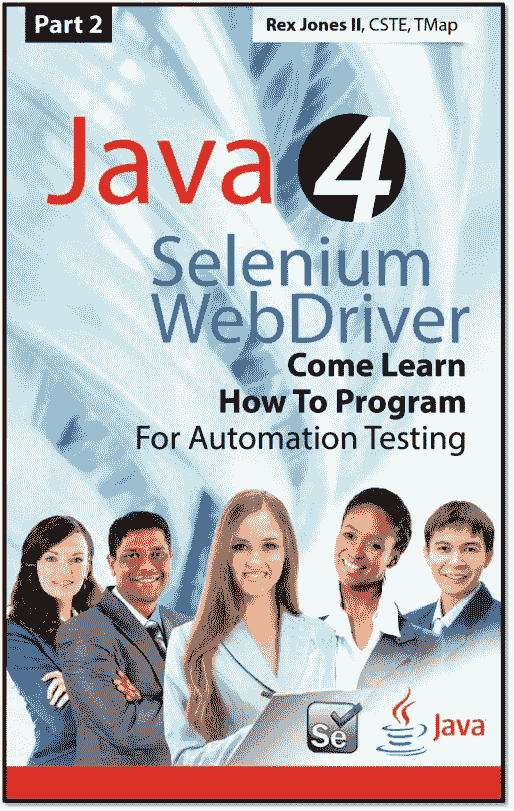 Part 2
Rex Jones II, CSTE, TMap
Java 4
Selenium
WebDriver
Come Learn
How To Program
For Automation Testing
Se
Java